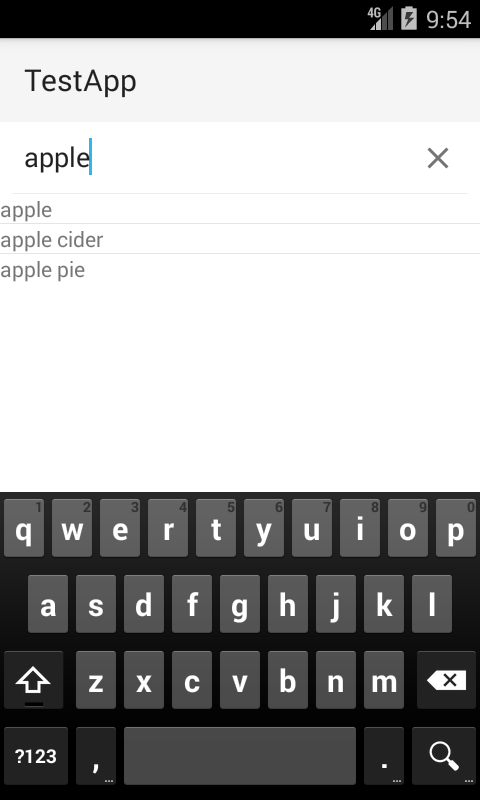 4G 9:54
TestApp
apple
apple
apple cider
apple pie
1 2 3 4 5 6 7 8 9 0
q w e r t y u i o p
a s d f g h j k l
z x c v b n m
?123 , ... . ... ...